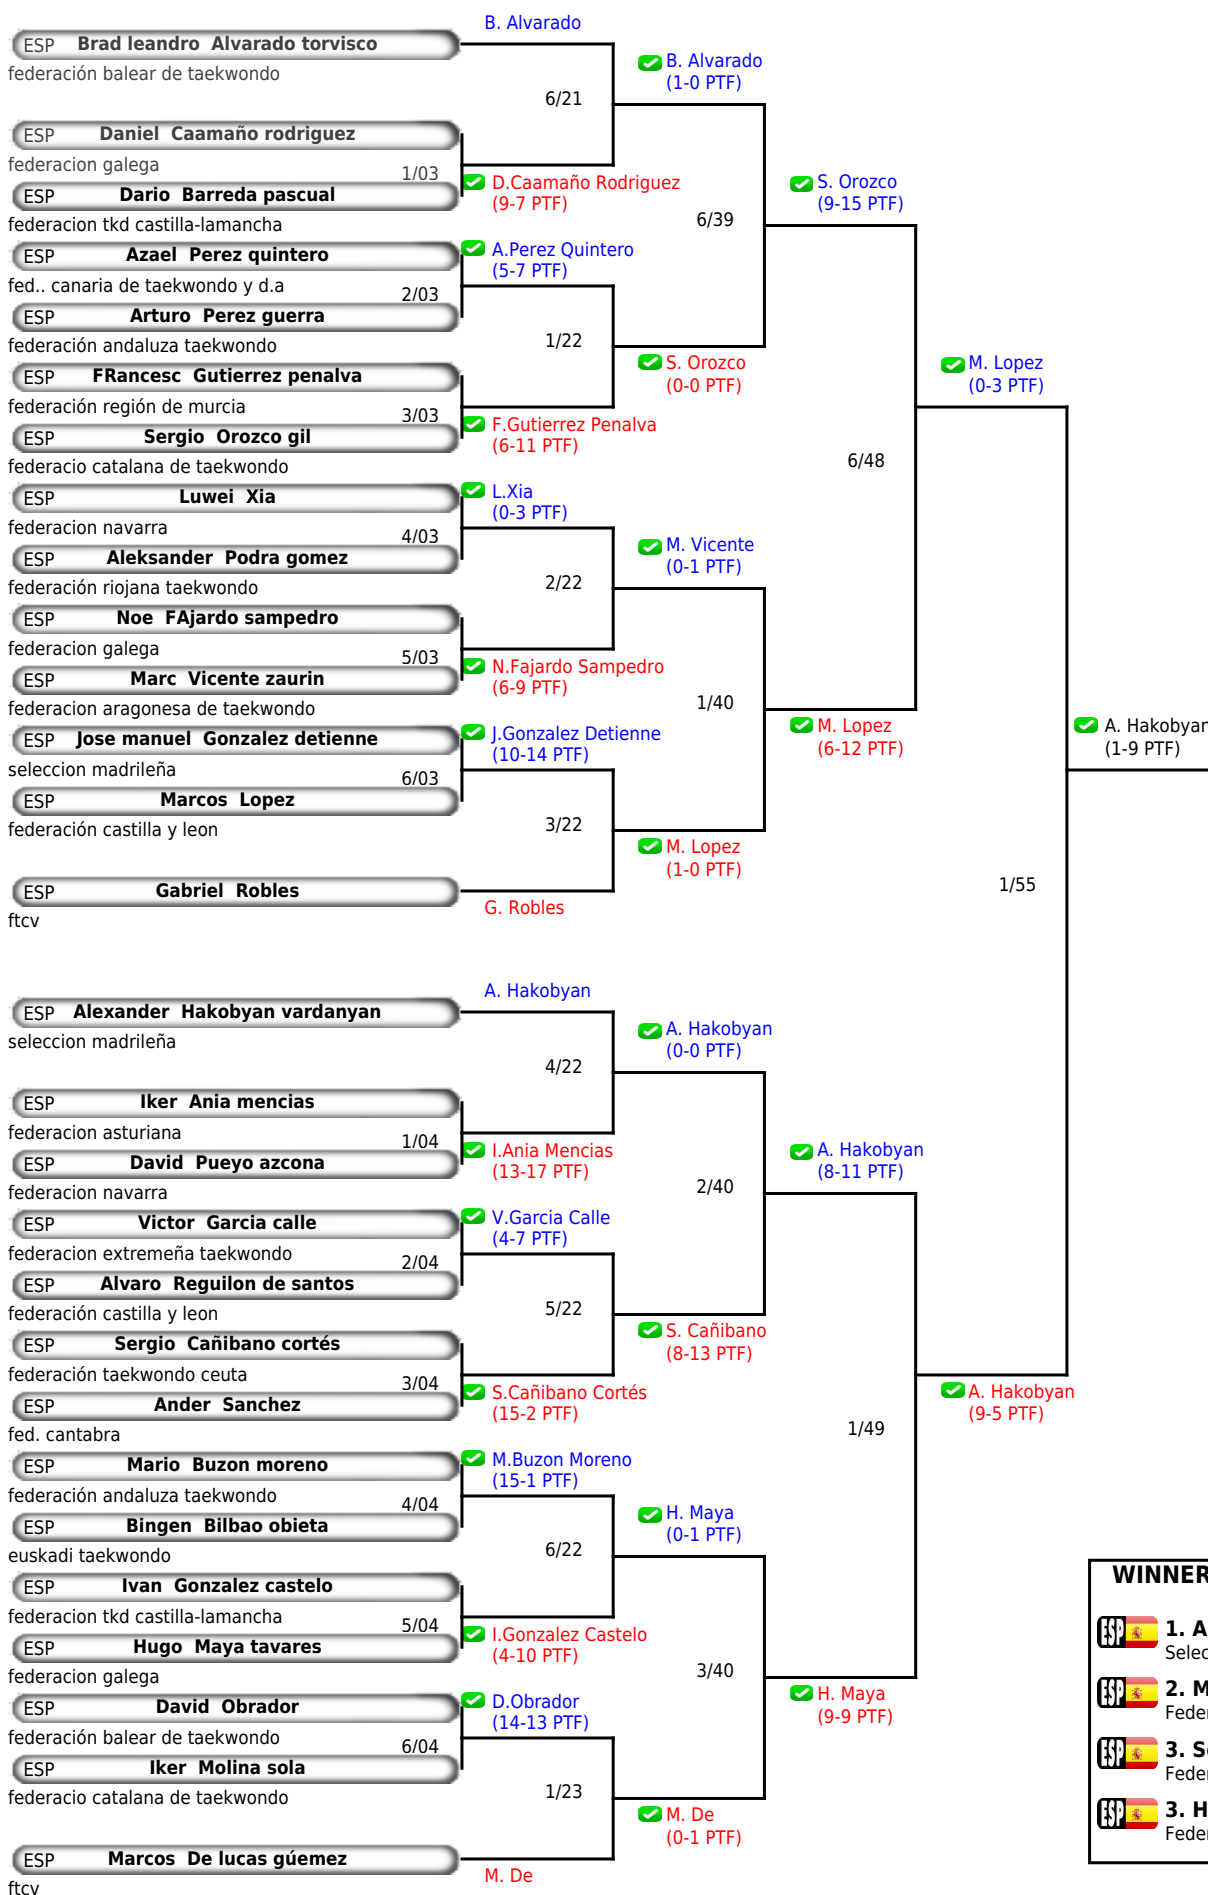 B. Alvarado
ESP Brad leandro Alvarado torvisco
federación balear de taekwondo
B. Alvarado
(1-0 PTF)
6/21
ESP Daniel Caamaño rodriguez
federacion galega
1/03
D.Caamaño Rodriguez
(9-7 PTF)
ESP Dario Barreda pascual
federacion tkd castilla-lamancha
S. Orozco
(9-15 PTF)
6/39
ESP Azael Perez quintero
fed.. canaria de taekwondo y d.a
A.Perez Quintero
(5-7 PTF)
2/03
ESP Arturo Perez guerra
federación andaluza taekwondo
1/22
S. Orozco
(0-0 PTF)
M. Lopez
(0-3 PTF)
ESP FRancesc Gutierrez penalva
federación región de murcia
3/03
F.Gutierrez Penalva
(6-11 PTF)
ESP Sergio Orozco gil
federacio catalana de taekwondo
6/48
ESP Luwei Xia
federacion navarra
L.Xia
(0-3 PTF)
4/03
ESP Aleksander Podra gomez
federación riojana taekwondo
M. Vicente
(0-1 PTF)
2/22
ESP Noe FAjardo sampedro
federacion galega
5/03
N.Fajardo Sampedro
(6-9 PTF)
ESP Marc Vicente zaurin
federacion aragonesa de taekwondo
1/40
M. Lopez
(6-12 PTF)
A. Hakobyan
(1-9 PTF)
ESP Jose manuel Gonzalez detienne
seleccion madrileña
J.Gonzalez Detienne
(10-14 PTF)
6/03
ESP Marcos Lopez
federación castilla y leon
3/22
M. Lopez
(1-0 PTF)
ESP Gabriel Robles
ftcv
G. Robles
1/55
A. Hakobyan
ESP Alexander Hakobyan vardanyan
seleccion madrileña
A. Hakobyan
(0-0 PTF)
4/22
ESP Iker Ania mencias
federacion asturiana
1/04
I.Ania Mencias
(13-17 PTF)
ESP David Pueyo azcona
federacion navarra
A. Hakobyan
(8-11 PTF)
2/40
ESP Victor Garcia calle
federacion extremeña taekwondo
V.Garcia Calle
(4-7 PTF)
2/04
ESP Alvaro Reguilon de santos
federación castilla y leon
5/22
S. Cañibano
(8-13 PTF)
ESP Sergio Cañibano cortés
federación taekwondo ceuta
3/04
S.Cañibano Cortés
(15-2 PTF)
ESP Ander Sanchez
fed. cantabra
A. Hakobyan
(9-5 PTF)
1/49
ESP Mario Buzon moreno
federación andaluza taekwondo
M.Buzon Moreno
(15-1 PTF)
4/04
ESP Bingen Bilbao obieta
euskadi taekwondo
H. Maya
(0-1 PTF)
6/22
ESP Ivan Gonzalez castelo
federacion tkd castilla-lamancha
5/04
I.Gonzalez Castelo
(4-10 PTF)
ESP Hugo Maya tavares
federacion galega
3/40
H. Maya
(9-9 PTF)
ESP David Obrador
federación balear de taekwondo
D.Obrador
(14-13 PTF)
6/04
ESP Iker Molina sola
federacio catalana de taekwondo
1/23
M. De
(0-1 PTF)
ESP Marcos De lucas gúemez
ftcv
M. De
WINNER
ESP 1. A
Selec
ESP 2. M
Feder
ESP 3. Se
Feder
ESP 3. H
Feder